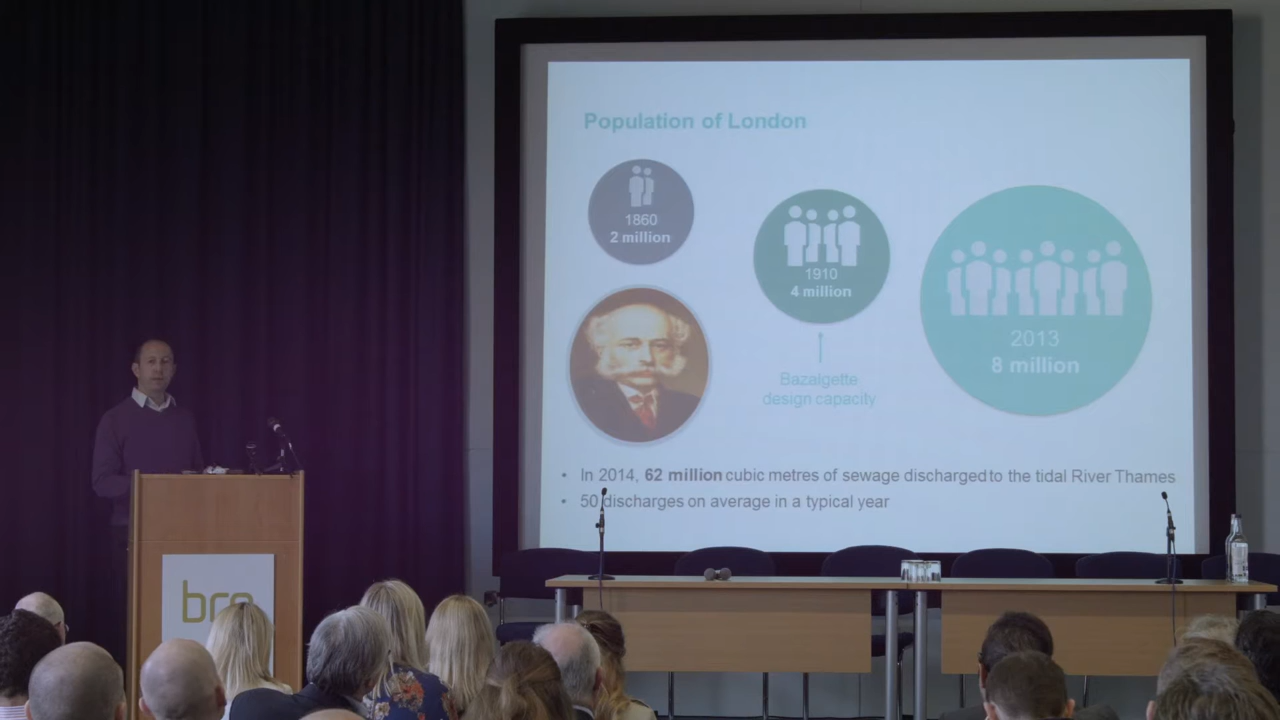 Population of London
1860
2 million
1910
4 million
2013
8 million
Bazalgette
design capacity
• In 2014, 62 million cubic metres of sewage discharged to the tidal River Thames
• 50 discharges on average in a typical year
bre